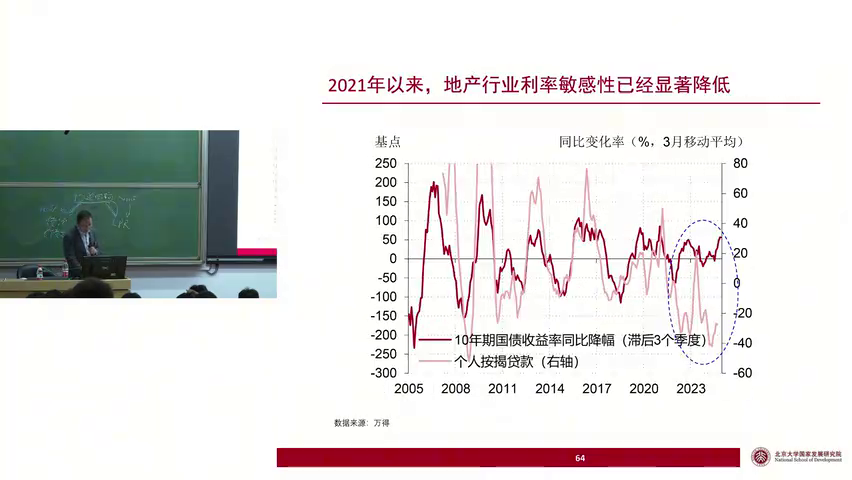 2021年以来，地产行业利率敏感性已经显著降低
基点
同比变化率（%，3月移动平均）
250
200
150
100
50
0
-50
-100
-150
-200
-250
-300
80
60
40
20
0
-20
-40
-60
10年期国债收益率同比降幅（滞后3个季度）
个人按揭贷款（右轴）
2005 2008 2011 2014 2017 2020 2023
数据来源：万得
64
北京大学国家发展研究院
National School of Development